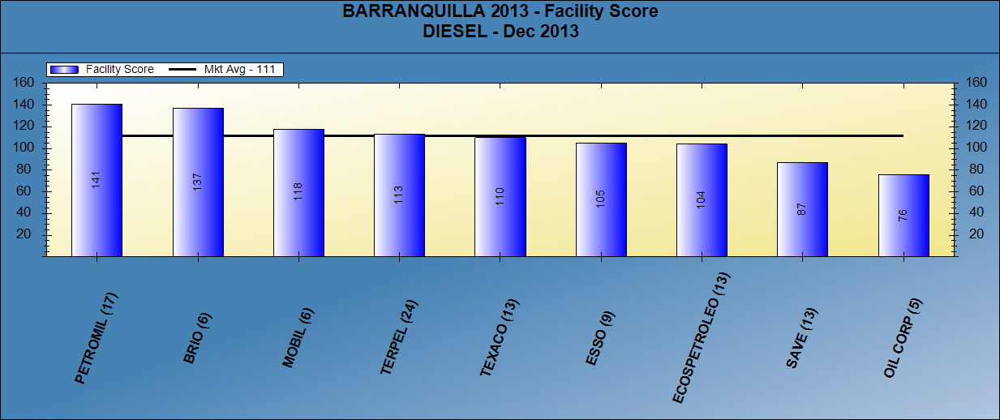 BARRANQUILLA 2013 - Facility Score
DIESEL - Dec 2013
Facility Score
Mkt Avg - 111
160
140
120
100
80
60
40
20
160
140
120
100
80
60
40
20
141
137
118
113
110
105
104
87
76
PETROMIL (17)
BRIO (6)
MOBIL (6)
TERPEL (24)
TEXACO (13)
ESSO (9)
ECOSPETROLEO (13)
SAVE (13)
OIL CORP (5)